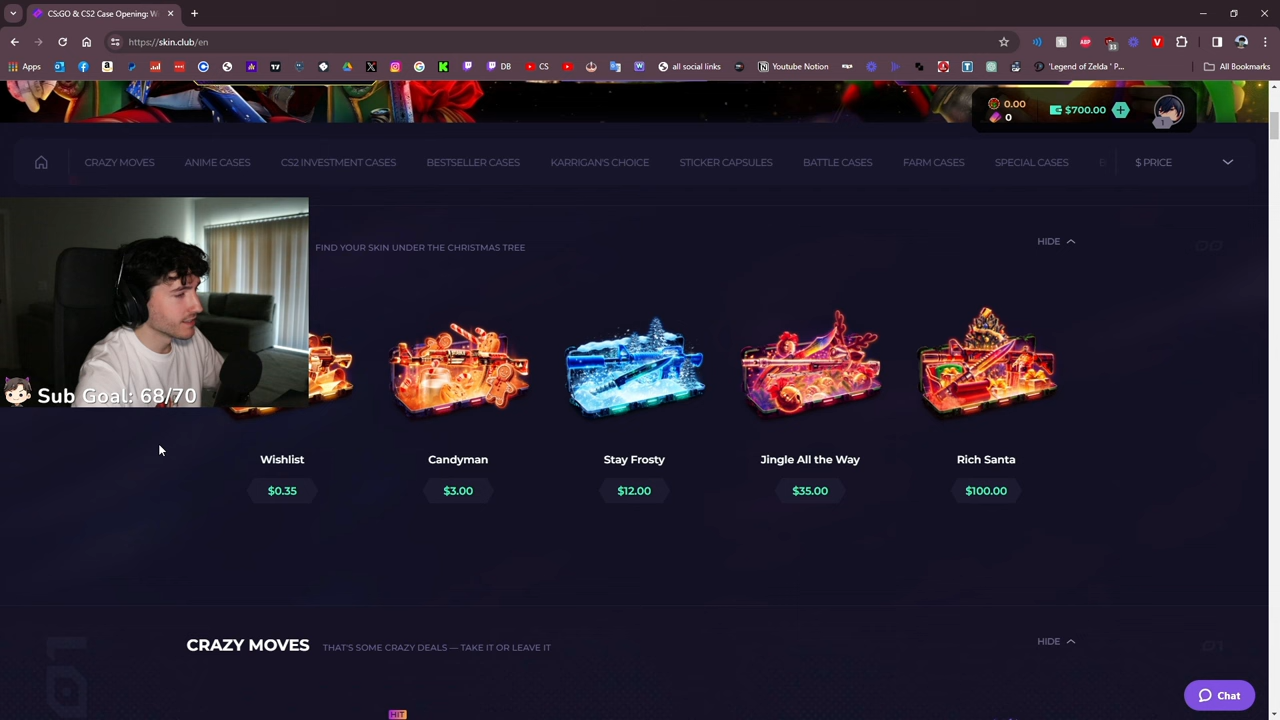 CS:GO & CS2 Case Opening: W
https://skin.club/en
Apps
DB
CS
all social links
Youtube Notion
'Legend of Zelda ' P...
All Bookmarks
33
0.00
0
$700.00
1
CRAZY MOVES
ANIME CASES
CS2 INVESTMENT CASES
BESTSELLER CASES
KARRIGAN'S CHOICE
STICKER CAPSULES
BATTLE CASES
FARM CASES
SPECIAL CASES
$ PRICE
FIND YOUR SKIN UNDER THE CHRISTMAS TREE
HIDE
Sub Goal: 68/70
Wishlist
Candyman
Stay Frosty
Jingle All the Way
Rich Santa
$0.35
$3.00
$12.00
$35.00
$100.00
CRAZY MOVES
THAT'S SOME CRAZY DEALS — TAKE IT OR LEAVE IT
HIDE
HIT
Chat